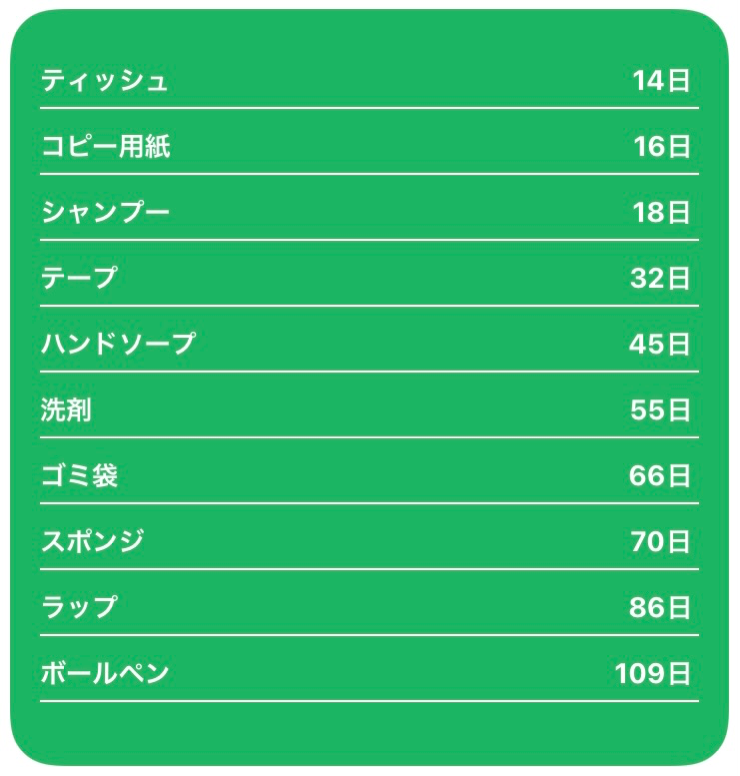 ティッシュ 14日
コピー用紙 16日
シャンプー 18日
テープ 32日
ハンドソープ 45日
洗剤 55日
ゴミ袋 66日
スポンジ 70日
ラップ 86日
ボールペン 109日